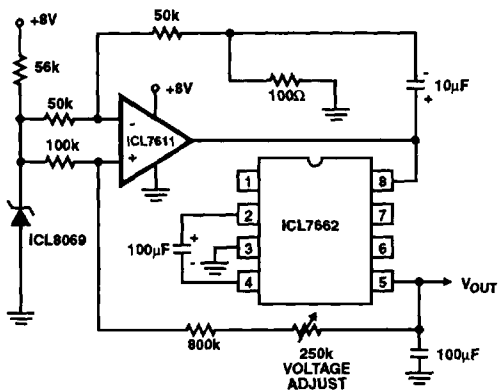 +8V
50k
56k
100Ω
- 10µF +
50k
+8V
-
ICL7611
+
100k
ICL8069
1
8
2
7
ICL7662
3
6
4
5
100µF
+
-
VOUT
800k
250k
VOLTAGE
ADJUST
100µF